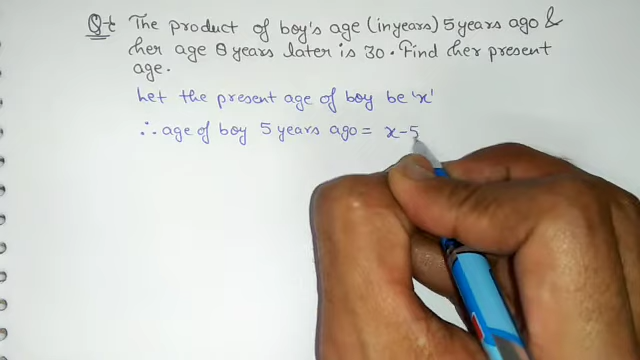 Q:- The product of boy's age (in years) 5 years ago &
her age 8 years later is 30. Find her present
age.
Let the present age of boy be 'x'
∴ age of boy 5 years ago = x-5